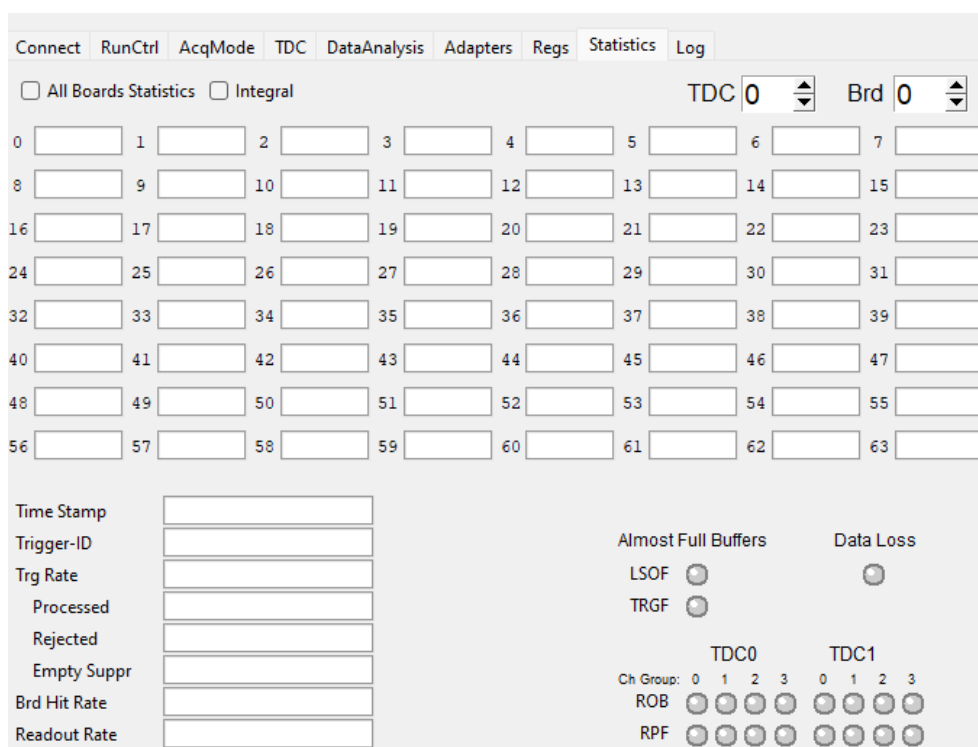 Connect RunCtrl AcqMode TDC DataAnalysis Adapters Regs Statistics Log
All Boards Statistics Integral TDC 0 Brd 0
0 1 2 3 4 5 6 7
8 9 10 11 12 13 14 15
16 17 18 19 20 21 22 23
24 25 26 27 28 29 30 31
32 33 34 35 36 37 38 39
40 41 42 43 44 45 46 47
48 49 50 51 52 53 54 55
56 57 58 59 60 61 62 63
Time Stamp
Trigger-ID
Trg Rate
Processed
Rejected
Empty Suppr
Brd Hit Rate
Readout Rate
Almost Full Buffers Data Loss
LSOF
TRGF
TDC0 TDC1
Ch Group: 0 1 2 3 0 1 2 3
ROB
RPF